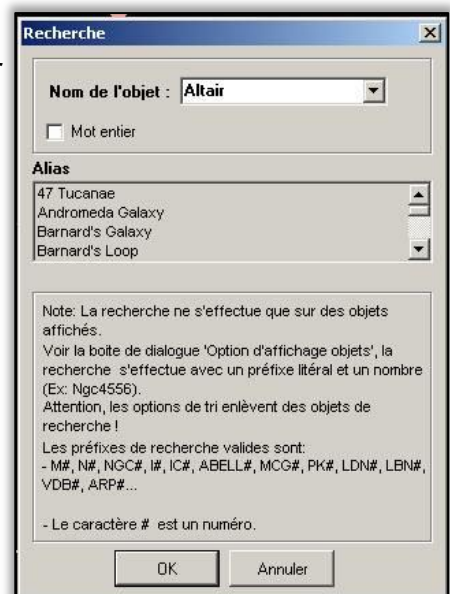 Recherche
Nom de l'objet : Altair
Mot entier
Alias
47 Tucanae
Andromeda Galaxy
Barnard's Galaxy
Barnard's Loop
Note: La recherche ne s'effectue que sur des objets
affichés.
Voir la boite de dialogue 'Option d'affichage objets', la
recherche s'effectue avec un préfixe litéral et un nombre
(Ex: Ngc4556).
Attention, les options de tri enlèvent des objets de
recherche !
Les préfixes de recherche valides sont:
- M#, N#, NGC#, I#, IC#, ABELL#, MCG#, PK#, LDN#, LBN#,
VDB#, ARP#...
- Le caractère # est un numéro.
OK Annuler